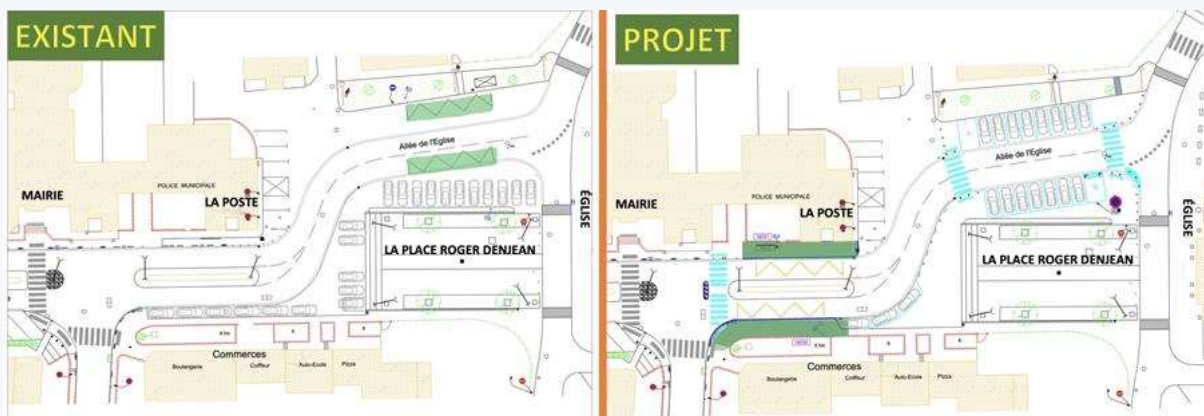 EXISTANT
Allée de l'Église
POLICE MUNICIPALE
MAIRIE
LA POSTE
ÉGLISE
LA PLACE ROGER DENJEAN
Commerces
Boulangerie
Coiffeur
Auto-Ecole
Pizza
PROJET
Allée de l'Église
POLICE MUNICIPALE
MAIRIE
LA POSTE
ÉGLISE
LA PLACE ROGER DENJEAN
Commerces
Boulangerie
Coiffeur
Auto-Ecole
Pizza